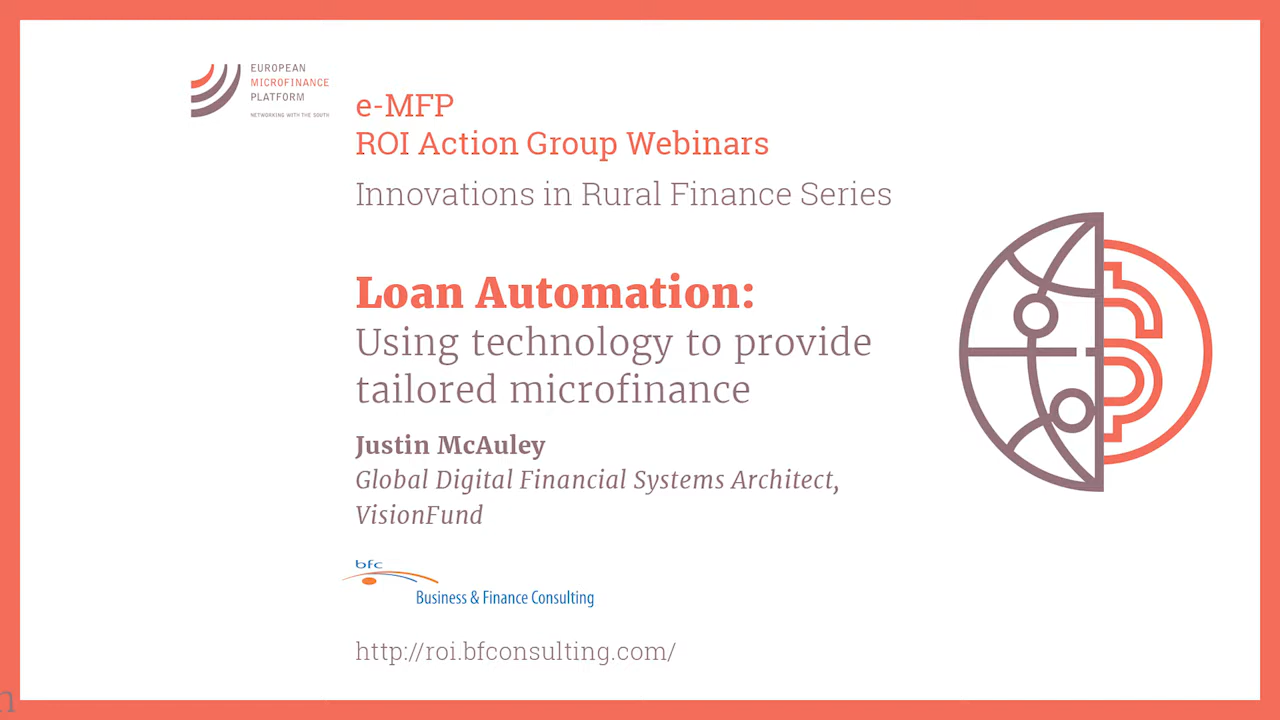 EUROPEAN
MICROFINANCE
PLATFORM
NETWORKING WITH THE SOUTH
e-MFP
ROI Action Group Webinars
Innovations in Rural Finance Series
Loan Automation:
Using technology to provide
tailored microfinance
Justin McAuley
Global Digital Financial Systems Architect,
VisionFund
bfc
Business & Finance Consulting
http://roi.bfconsulting.com/
n